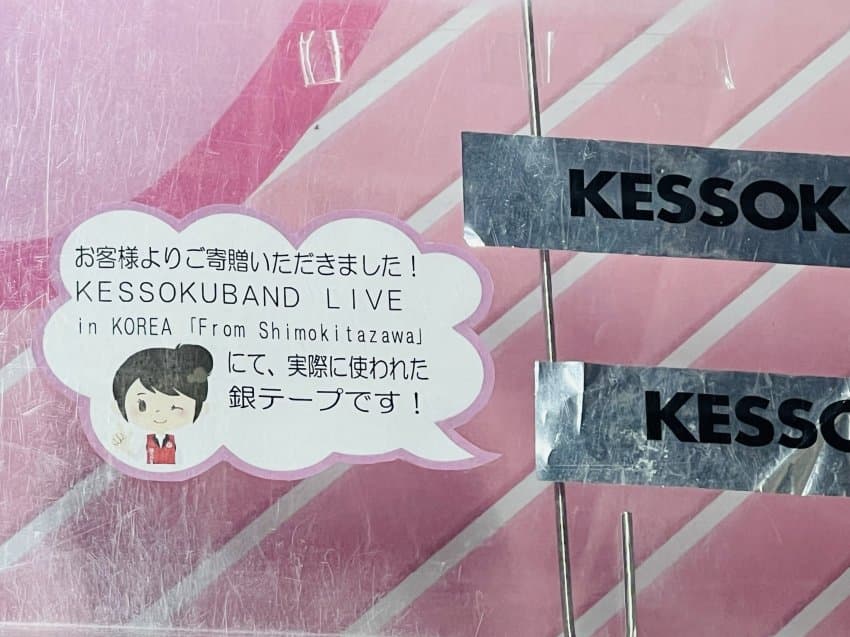 お客様よりご寄贈いただきました！
KESSOKUBAND LIVE
in KOREA「From Shimokitazawa」
にて、実際に使われた
銀テープです！
KESSOK
KESSO